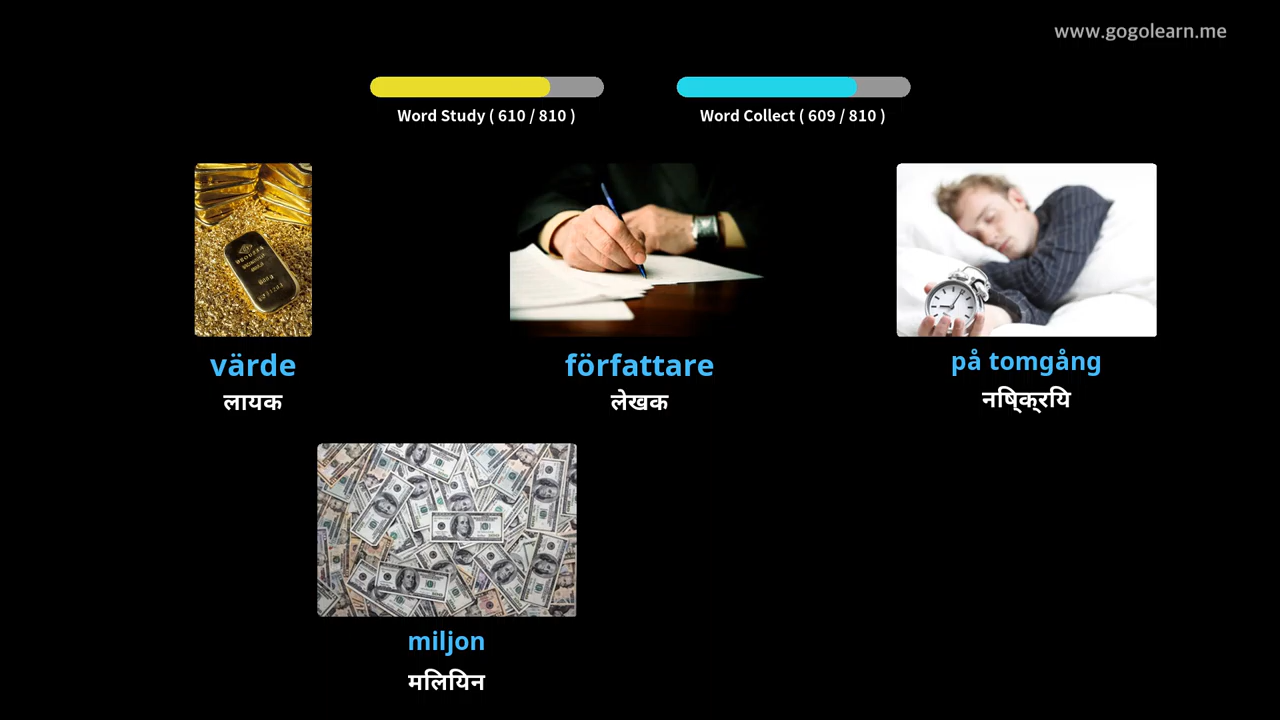 www.gogolearn.me
Word Study ( 610 / 810 )
Word Collect ( 609 / 810 )
värde
लायक
författare
लेखक
på tomgång
नषि्क्रयि
miljon
मलियिन